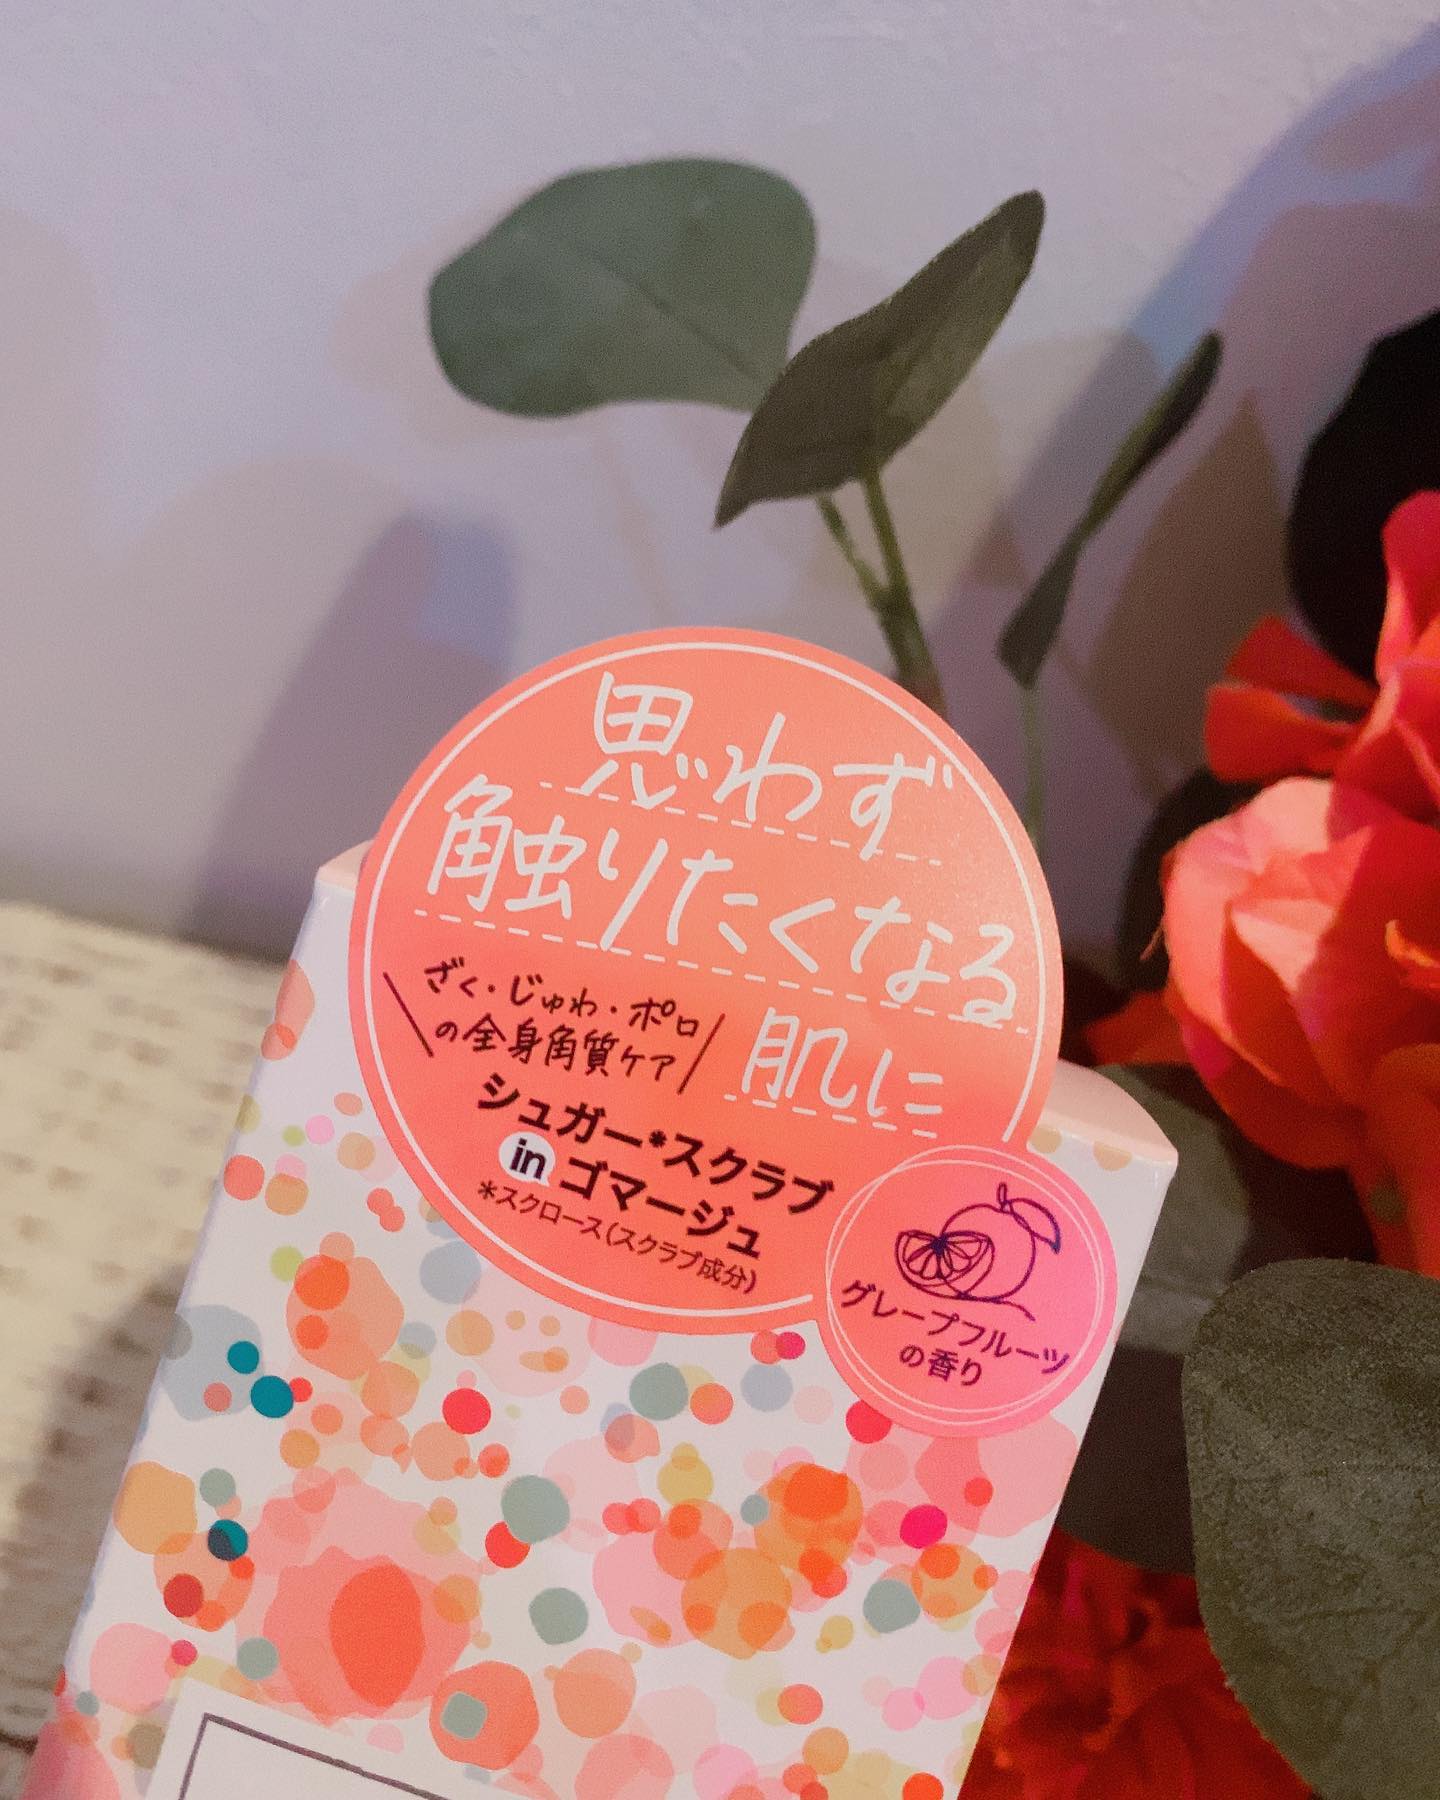 思わず
触りたくなる
肌に
ざく・じゅわ・ポロ
の全身角質ケア
シュガー*スクラブ
in ゴマージュ
*スクロース(スクラブ成分)
グレープフルーツ
の香り